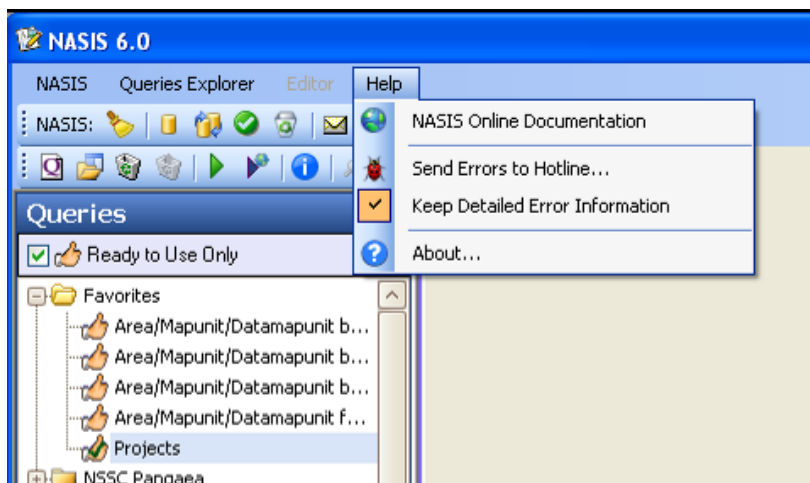 NASIS 6.0
NASIS Queries Explorer Editor Help
NASIS:
NASIS Online Documentation
Send Errors to Hotline...
Keep Detailed Error Information
About...
Queries
Ready to Use Only
Favorites
Area/Mapunit/Datamapunit b...
Area/Mapunit/Datamapunit b...
Area/Mapunit/Datamapunit b...
Area/Mapunit/Datamapunit f...
Projects
NSSC Pangaea